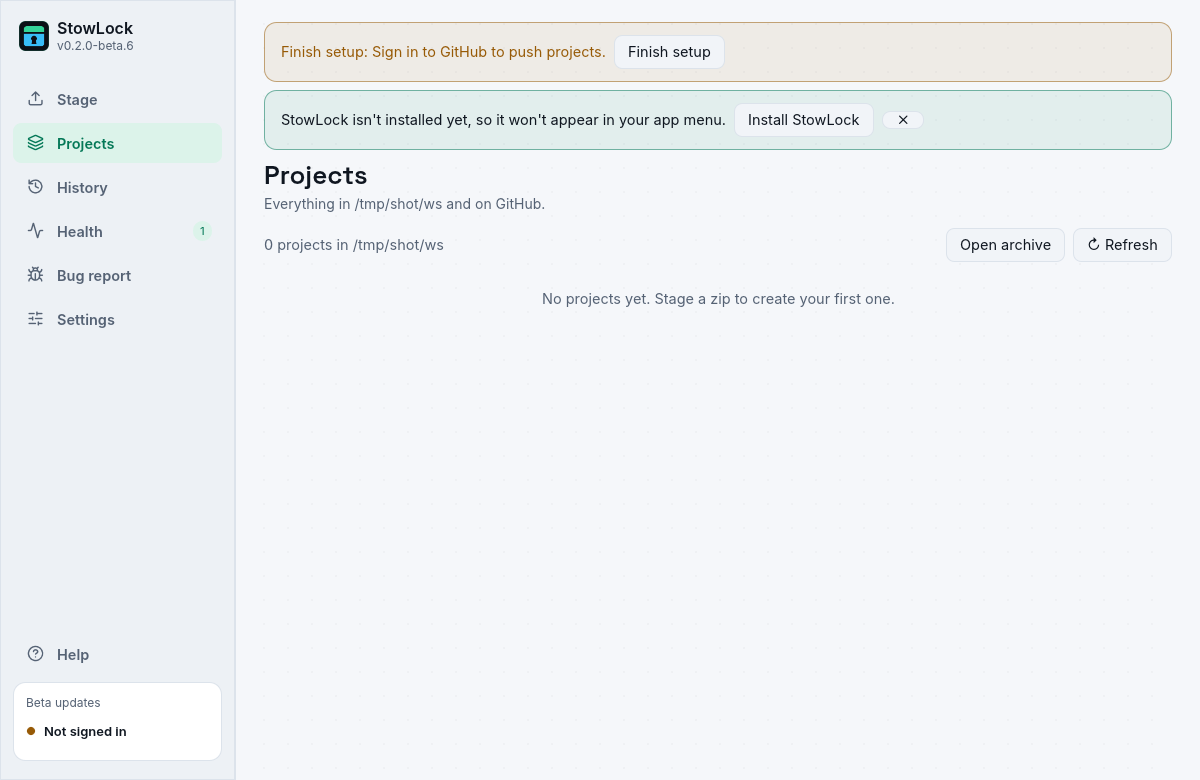 StowLock
v0.2.0-beta.6
Stage
Projects
History
Health 1
Bug report
Settings
Help
Beta updates
Not signed in
Finish setup: Sign in to GitHub to push projects. Finish setup
StowLock isn't installed yet, so it won't appear in your app menu. Install StowLock ✕
Projects
Everything in /tmp/shot/ws and on GitHub.
0 projects in /tmp/shot/ws Open archive ↻ Refresh
No projects yet. Stage a zip to create your first one.